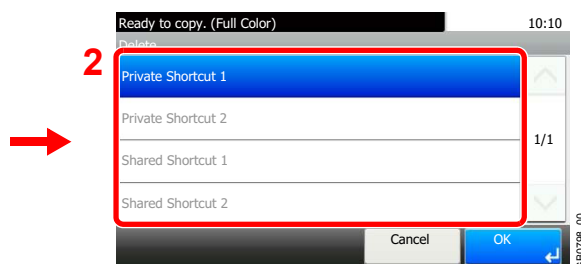 Ready to copy. (Full Color) 10:10
Delete
2
Private Shortcut 1
Private Shortcut 2
1/1
Shared Shortcut 1
Shared Shortcut 2
Cancel OK